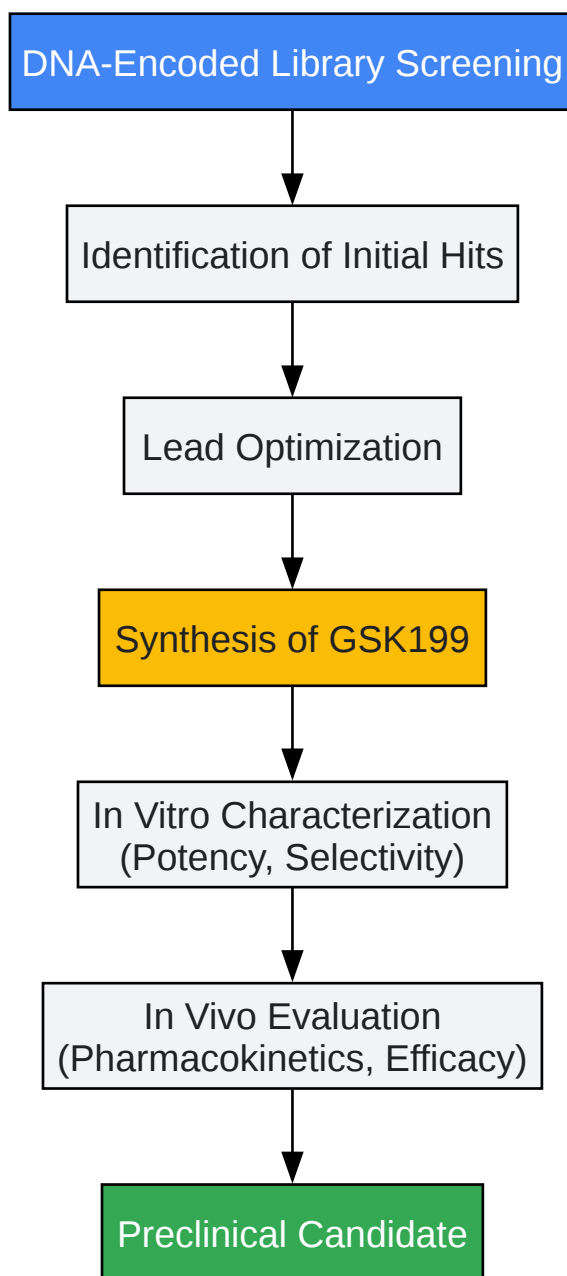 DNA-Encoded Library Screening
Identification of Initial Hits
Lead Optimization
Synthesis of GSK199
In Vitro Characterization
(Potency, Selectivity)
In Vivo Evaluation
(Pharmacokinetics, Efficacy)
Preclinical Candidate